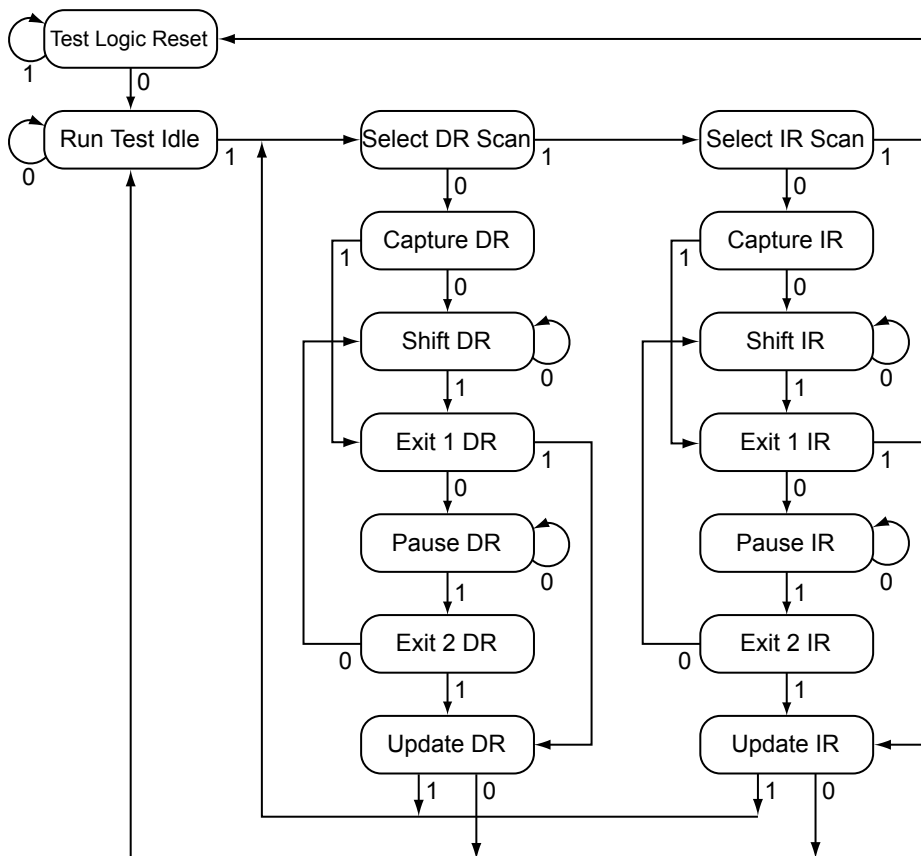 Test Logic Reset
1
0
Run Test Idle
0
1
Select DR Scan
1
Select IR Scan
1
0
0
Capture DR
1
0
Capture IR
1
0
Shift DR
0
1
Shift IR
0
1
Exit 1 DR
1
0
Exit 1 IR
1
0
Pause DR
0
1
Pause IR
0
1
Exit 2 DR
0
1
Exit 2 IR
0
1
Update DR
1
0
Update IR
1
0